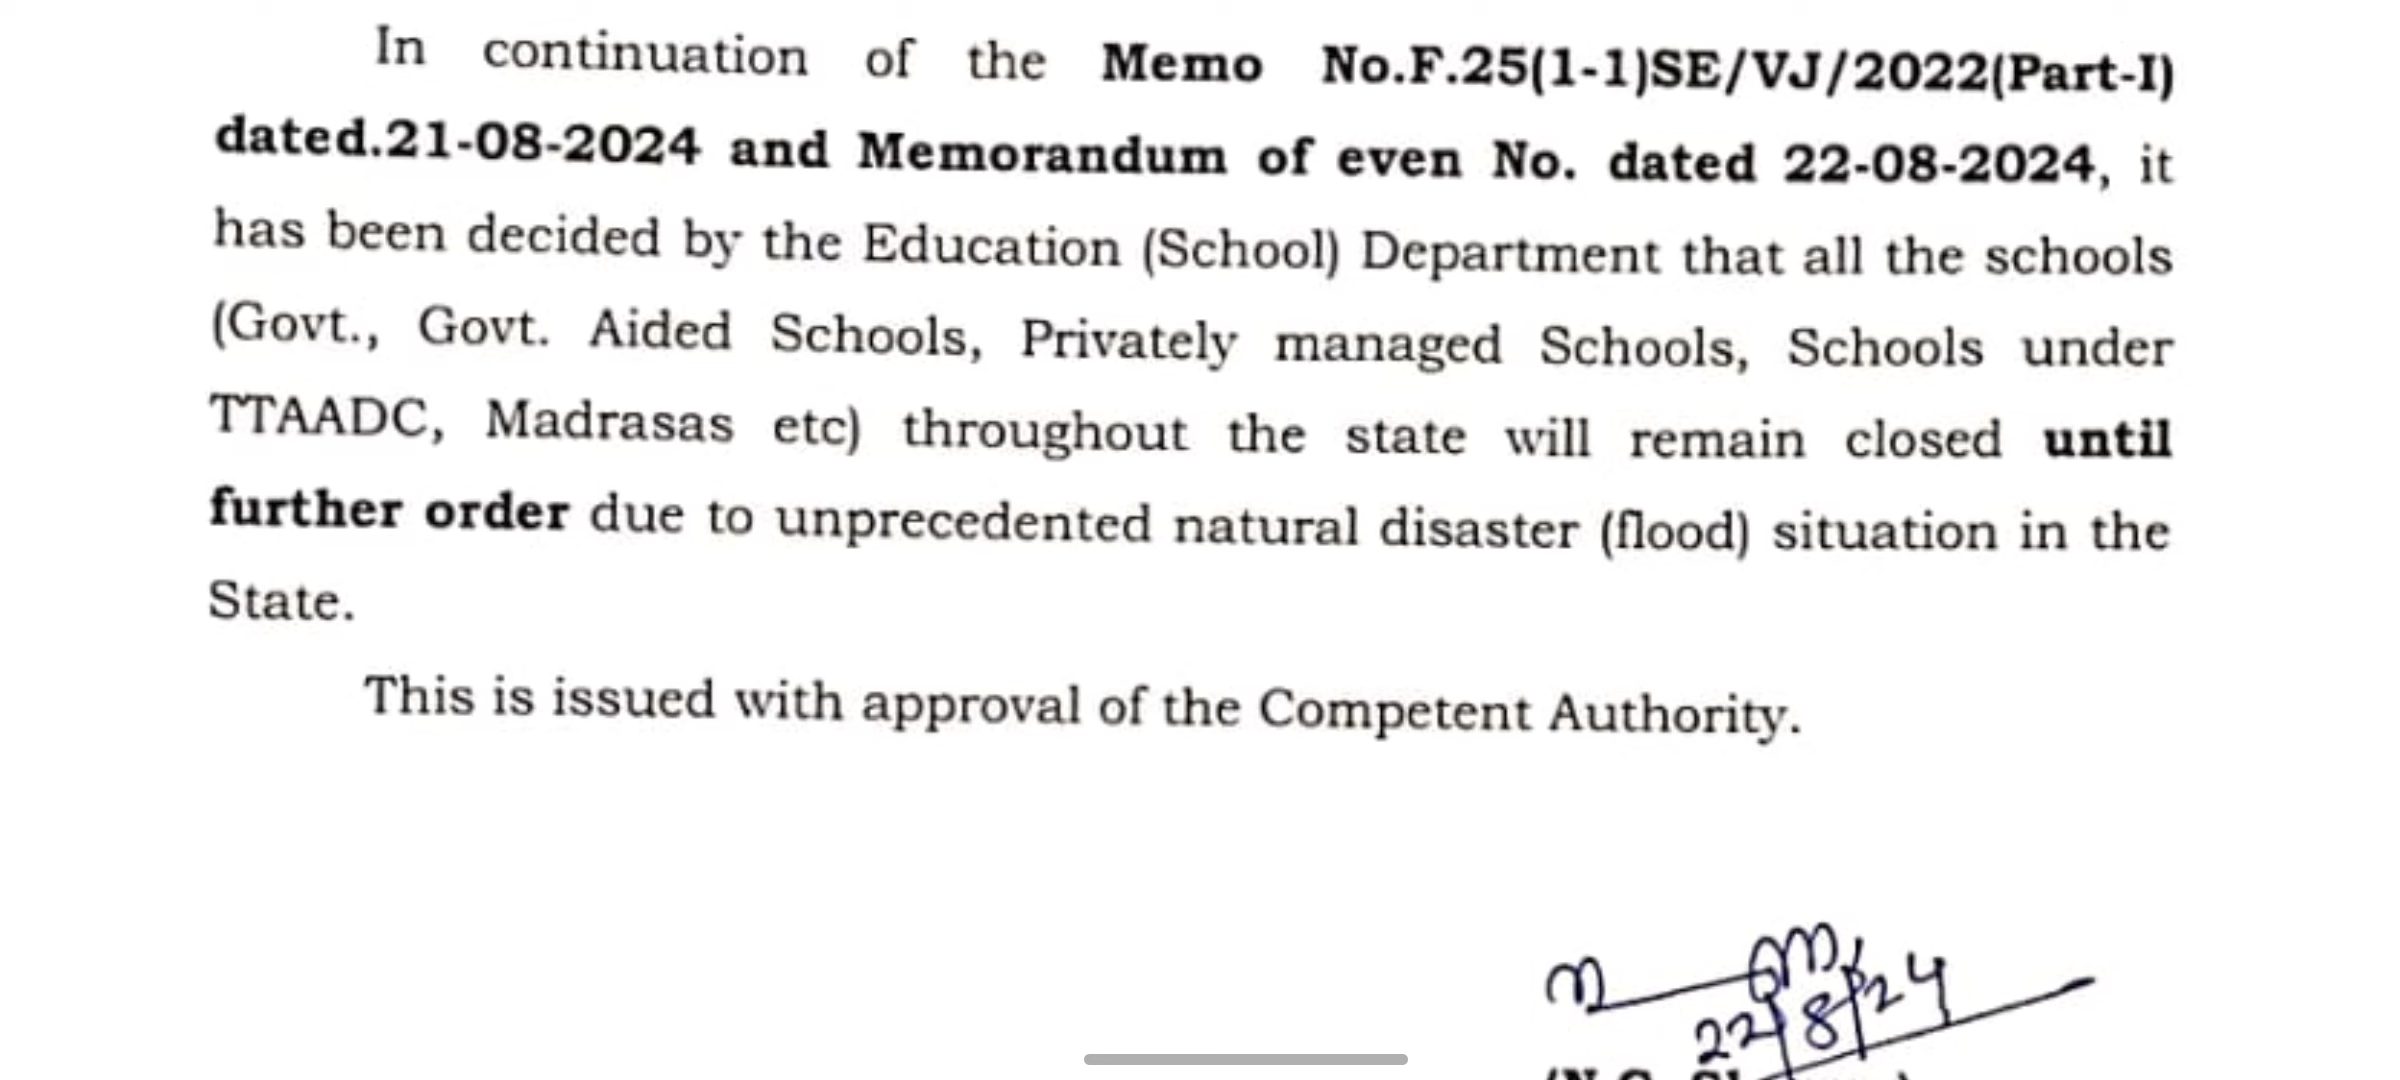 In continuation of the Memo No.F.25(1-1)SE/VJ/2022(Part-I)
dated.21-08-2024 and Memorandum of even No. dated 22-08-2024, it
has been decided by the Education (School) Department that all the schools
(Govt., Govt. Aided Schools, Privately managed Schools, Schools under
TTAADC, Madrasas etc) throughout the state will remain closed until
further order due to unprecedented natural disaster (flood) situation in the
State.
This is issued with approval of the Competent Authority.
22/8/24